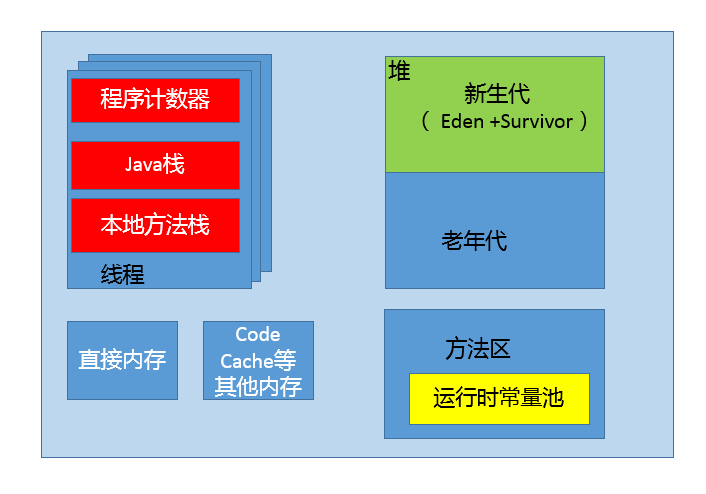 程序计数器
Java栈
本地方法栈
线程
堆
新生代
（ Eden +Survivor ）
老年代
直接内存
Code
Cache等
其他内存
方法区
运行时常量池